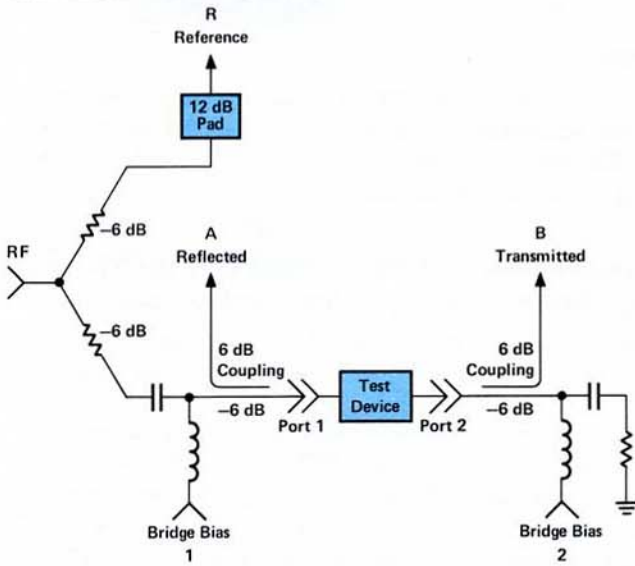 R
Reference
12 dB
Pad
–6 dB
RF
A
Reflected
B
Transmitted
–6 dB
6 dB
Coupling
6 dB
Coupling
Test
Device
–6 dB
Port 1
Port 2
–6 dB
Bridge Bias
1
Bridge Bias
2